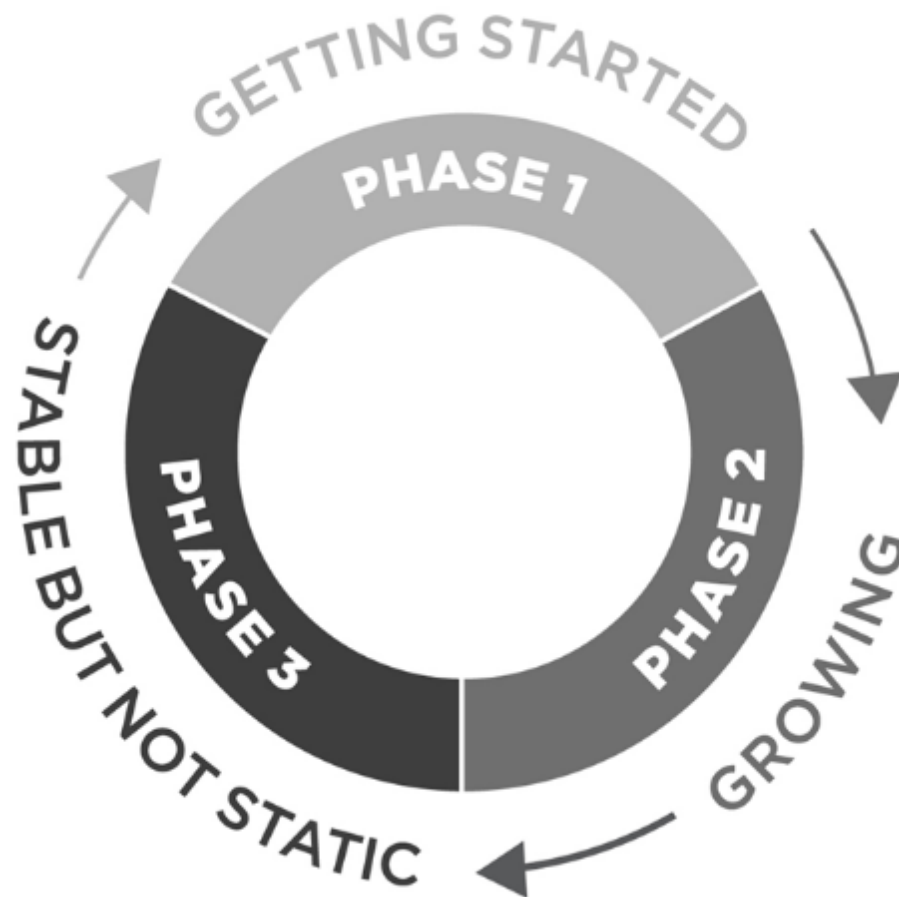 GETTING STARTED
PHASE 1
PHASE 2
GROWING
PHASE 3
STABLE BUT NOT STATIC